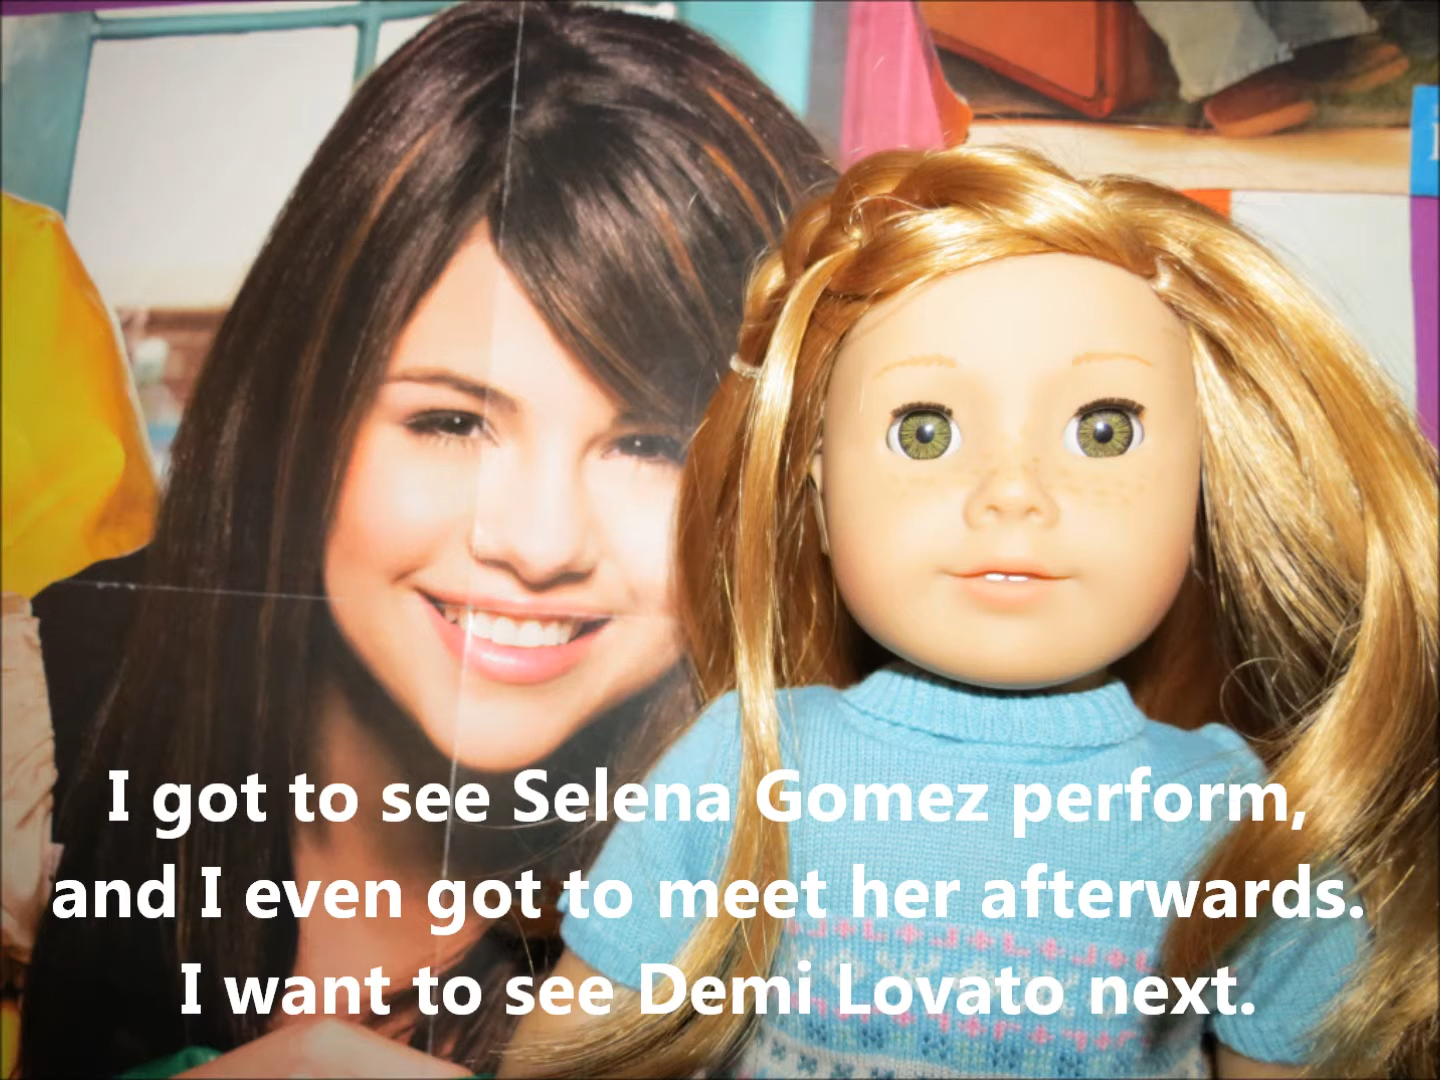 I got to see Selena Gomez perform,
and I even got to meet her afterwards.
I want to see Demi Lovato next.